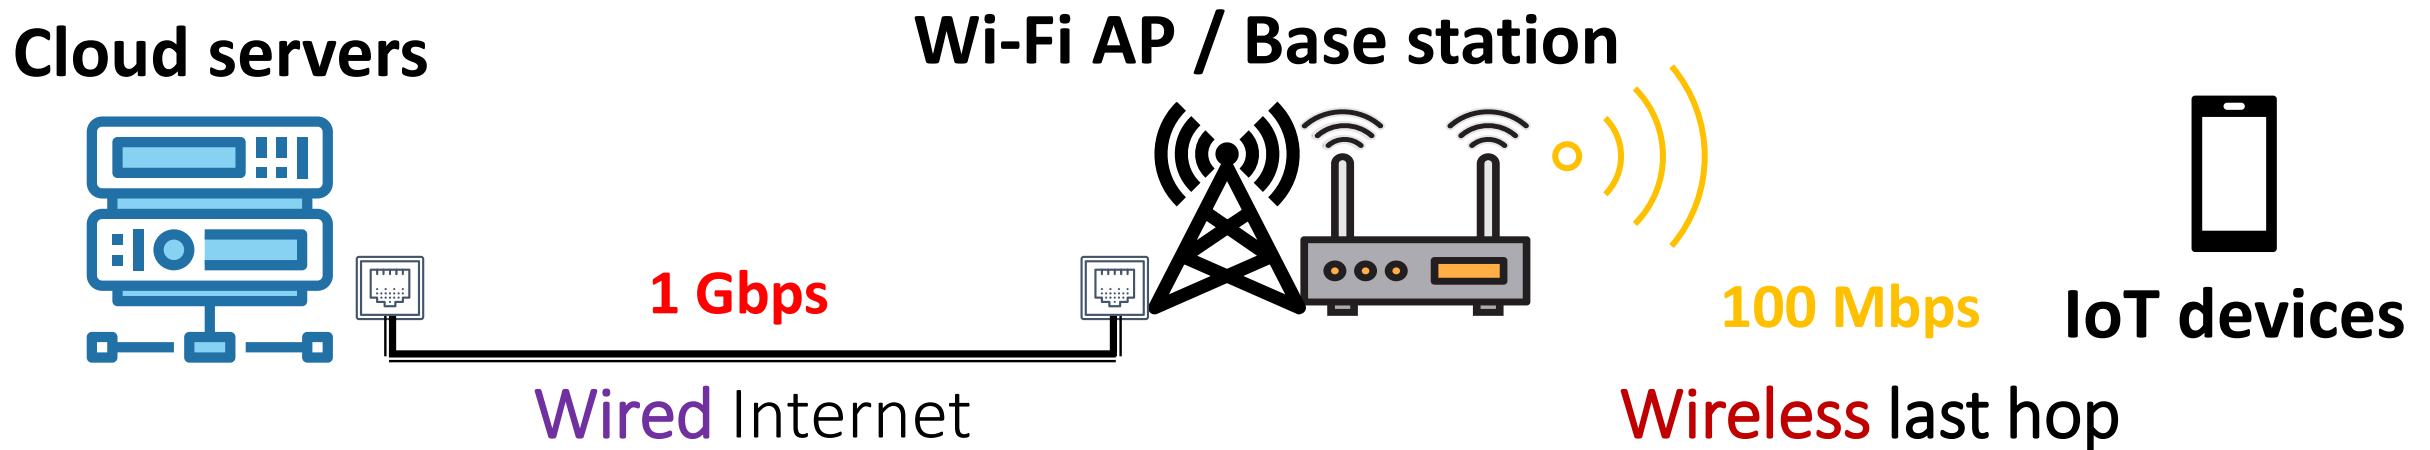 Cloud servers
Wi-Fi AP / Base station
1 Gbps
100 Mbps
IoT devices
Wired Internet
Wireless last hop